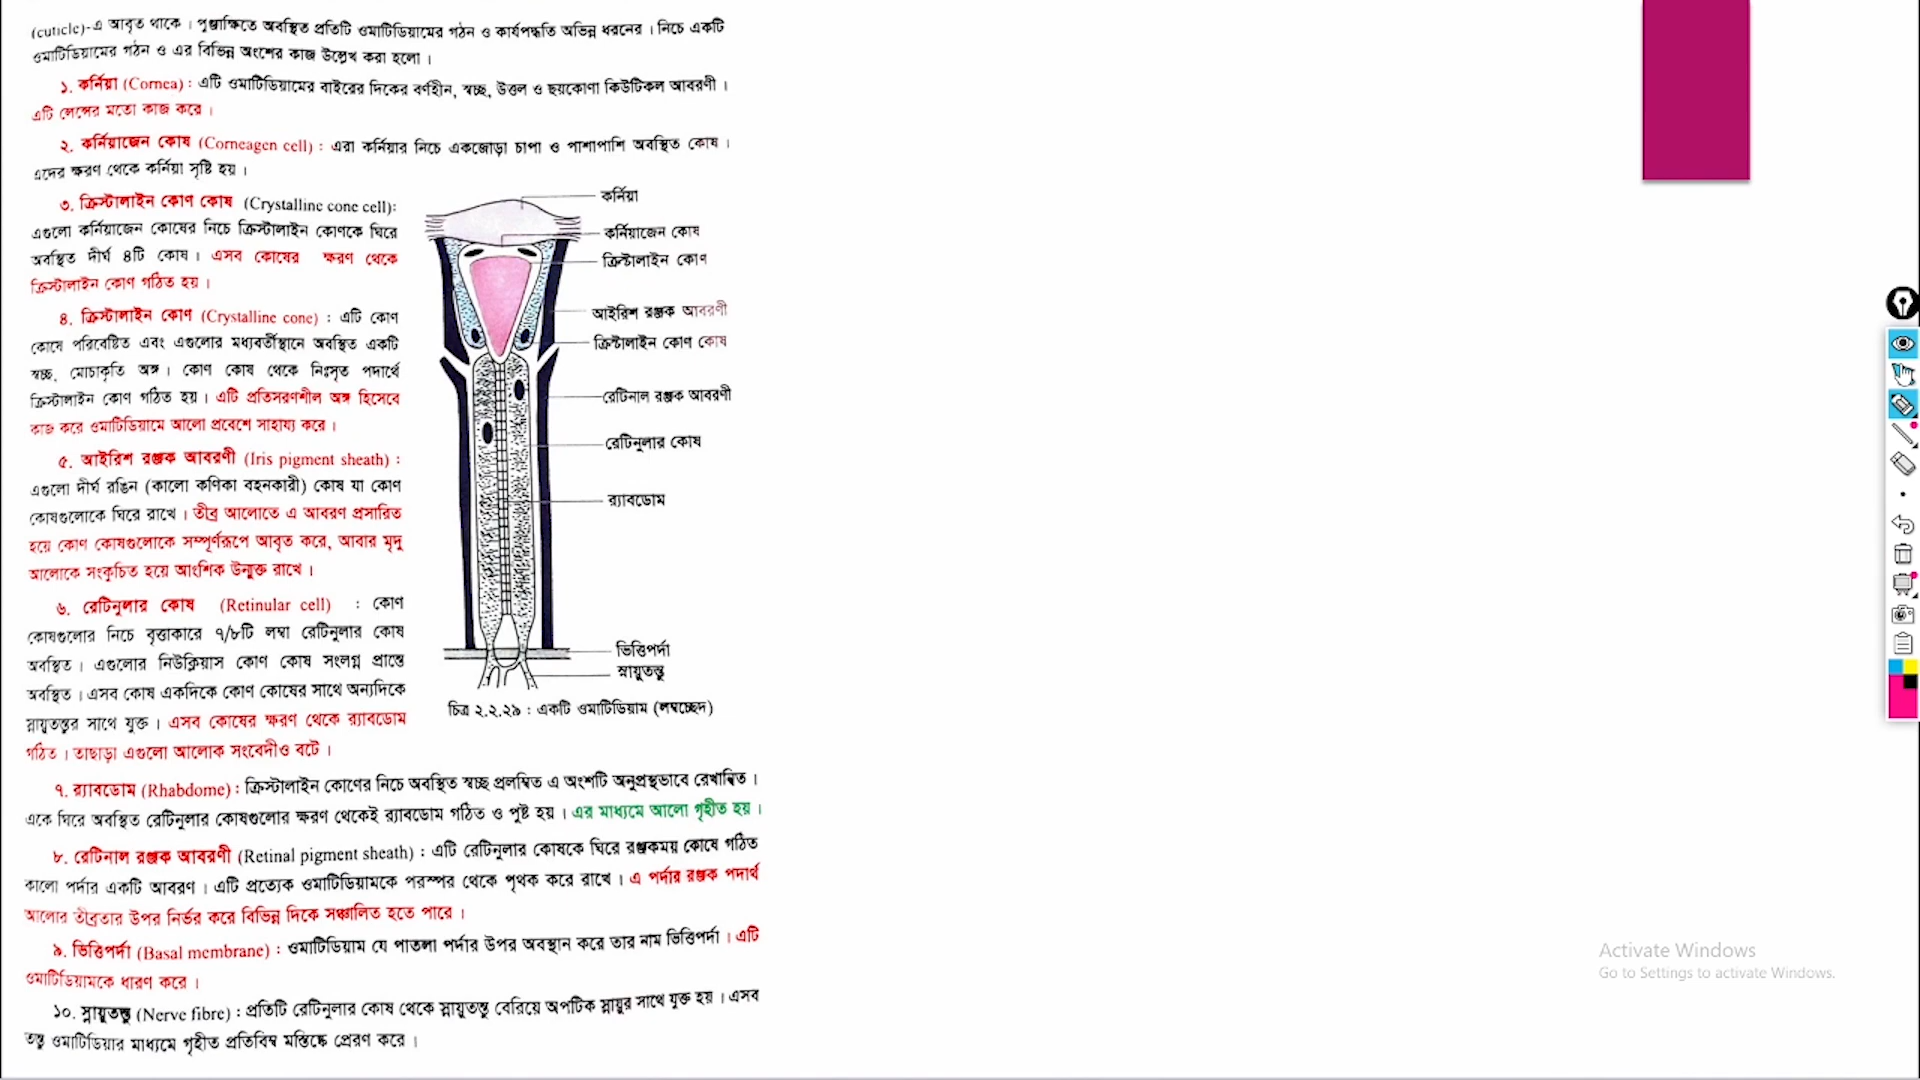 (cuticle)-এ আবৃত থাকে। পুঞ্জাক্ষিতে অবস্থিত প্রতিটি ওমাটিডিয়ামের গঠন ও কার্যপদ্ধতি অভিন্ন ধরনের। নিচে একটি
ওমাটিডিয়ামের গঠন ও এর বিভিন্ন অংশের কাজ উল্লেখ করা হলো।
১. কর্নিয়া (Cornea) : এটি ওমাটিডিয়ামের বাইরের দিকের বর্ণহীন, স্বচ্ছ, উত্তল ও ছয়কোণা কিউটিকল আবরণী।
এটি লেন্সের মতো কাজ করে।
২. কর্নিয়াজেন কোষ (Corneagen cell) : এরা কর্নিয়ার নিচে একজোড়া চাপা ও পাশাপাশি অবস্থিত কোষ।
এদের ক্ষরণ থেকে কর্নিয়া সৃষ্টি হয়।
৩. ক্রিস্টালাইন কোণ কোষ (Crystalline cone cell):
এগুলো কর্নিয়াজেন কোষের নিচে ক্রিস্টালাইন কোণকে ঘিরে
অবস্থিত দীর্ঘ ৪টি কোষ। এসব কোষের ক্ষরণ থেকে
ক্রিস্টালাইন কোণ গঠিত হয়।
৪. ক্রিস্টালাইন কোণ (Crystalline cone) : এটি কোণ
কোষে পরিবেষ্টিত এবং এগুলোর মধ্যবর্তীস্থানে অবস্থিত একটি
স্বচ্ছ, মোচাকৃতি অঙ্গ। কোণ কোষ থেকে নিঃসৃত পদার্থে
ক্রিস্টালাইন কোণ গঠিত হয়। এটি প্রতিসরণশীল অঙ্গ হিসেবে
কাজ করে ওমাটিডিয়ামে আলো প্রবেশে সাহায্য করে।
৫. আইরিশ রঞ্জক আবরণী (Iris pigment sheath) :
এগুলো দীর্ঘ রঙিন (কালো কণিকা বহনকারী) কোষ যা কোণ
কোষগুলোকে ঘিরে রাখে। তীব্র আলোতে এ আবরণ প্রসারিত
হয়ে কোণ কোষগুলোকে সম্পূর্ণরূপে আবৃত করে, আবার মৃদু
আলোকে সংকুচিত হয়ে আংশিক উন্মুক্ত রাখে।
৬. রেটিনুলার কোষ (Retinular cell) : কোণ
কোষগুলোর নিচে বৃত্তাকারে ৭/৮টি লম্বা রেটিনুলার কোষ
অবস্থিত। এগুলোর নিউক্লিয়াস কোণ কোষ সংলগ্ন প্রান্তে
অবস্থিত। এসব কোষ একদিকে কোণ কোষের সাথে অন্যদিকে
স্নায়ুতন্তুর সাথে যুক্ত। এসব কোষের ক্ষরণ থেকে র‍্যাবডোম
গঠিত। তাছাড়া এগুলো আলোক সংবেদীও বটে।
কর্নিয়া
কর্নিয়াজেন কোষ
ক্রিস্টালাইন কোণ
আইরিশ রঞ্জক আবরণী
ক্রিস্টালাইন কোণ কোষ
রেটিনাল রঞ্জক আবরণী
রেটিনুলার কোষ
র‍্যাবডোম
ভিত্তিপর্দা
স্নায়ুতন্তু
চিত্র ২.২.২৯ : একটি ওমাটিডিয়াম (লম্বচ্ছেদ)
৭. র‍্যাবডোম (Rhabdome) : ক্রিস্টালাইন কোণের নিচে অবস্থিত স্বচ্ছ প্রলম্বিত এ অংশটি অনুপ্রস্থভাবে রেখান্বিত।
একে ঘিরে অবস্থিত রেটিনুলার কোষগুলোর ক্ষরণ থেকেই র‍্যাবডোম গঠিত ও পুষ্ট হয়। এর মাধ্যমে আলো গৃহীত হয়।
৮. রেটিনাল রঞ্জক আবরণী (Retinal pigment sheath) : এটি রেটিনুলার কোষকে ঘিরে রঞ্জকময় কোষে গঠিত
কালো পর্দার একটি আবরণ। এটি প্রত্যেক ওমাটিডিয়ামকে পরস্পর থেকে পৃথক করে রাখে। এ পর্দার রঞ্জক পদার্থ
আলোর তীব্রতার উপর নির্ভর করে বিভিন্ন দিকে সঞ্চালিত হতে পারে।
৯. ভিত্তিপর্দা (Basal membrane) : ওমাটিডিয়াম যে পাতলা পর্দার উপর অবস্থান করে তার নাম ভিত্তিপর্দা। এটি
ওমাটিডিয়ামকে ধারণ করে।
১০. স্নায়ুতন্তু (Nerve fibre) : প্রতিটি রেটিনুলার কোষ থেকে স্নায়ুতন্তু বেরিয়ে অপটিক স্নায়ুর সাথে যুক্ত হয়। এসব
তন্তু ওমাটিডিয়ার মাধ্যমে গৃহীত প্রতিবিম্ব মস্তিষ্কে প্রেরণ করে।
Activate Windows
Go to Settings to activate Windows.